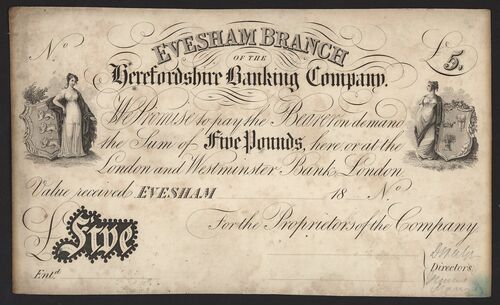 EVESHAM BRANCH
OF THE
Herefordshire Banking Company.
No £5.
We Promise to pay the Bearer on demand
the Sum of Five Pounds, here, or at the
London and Westminster Bank, London
Value received EVESHAM 18 No.
For the Proprietors of the Company
£ Five
Entd.
Directors